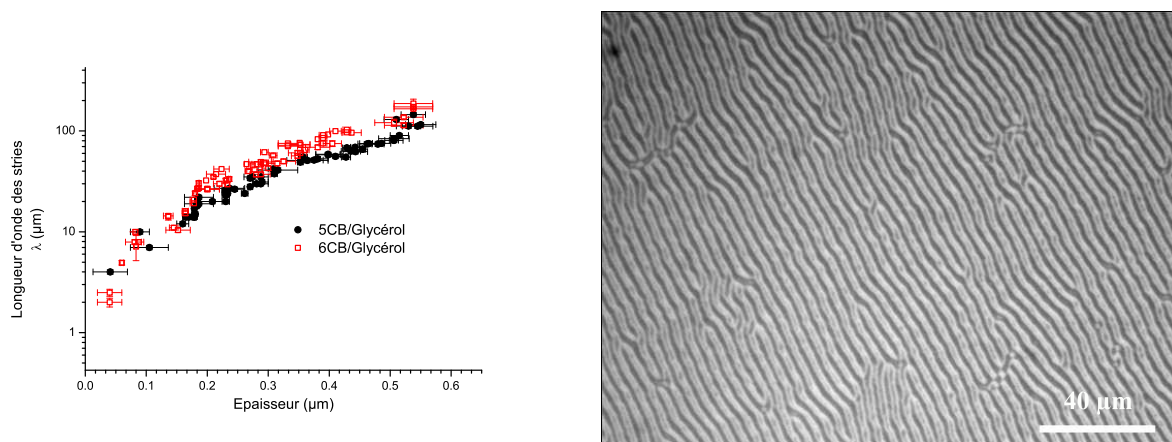 Longueur d'onde des stries
λ (µm)
100
10
1
5CB/Glycérol
6CB/Glycérol
0.0 0.1 0.2 0.3 0.4 0.5 0.6
Epaisseur (µm)
40 µm